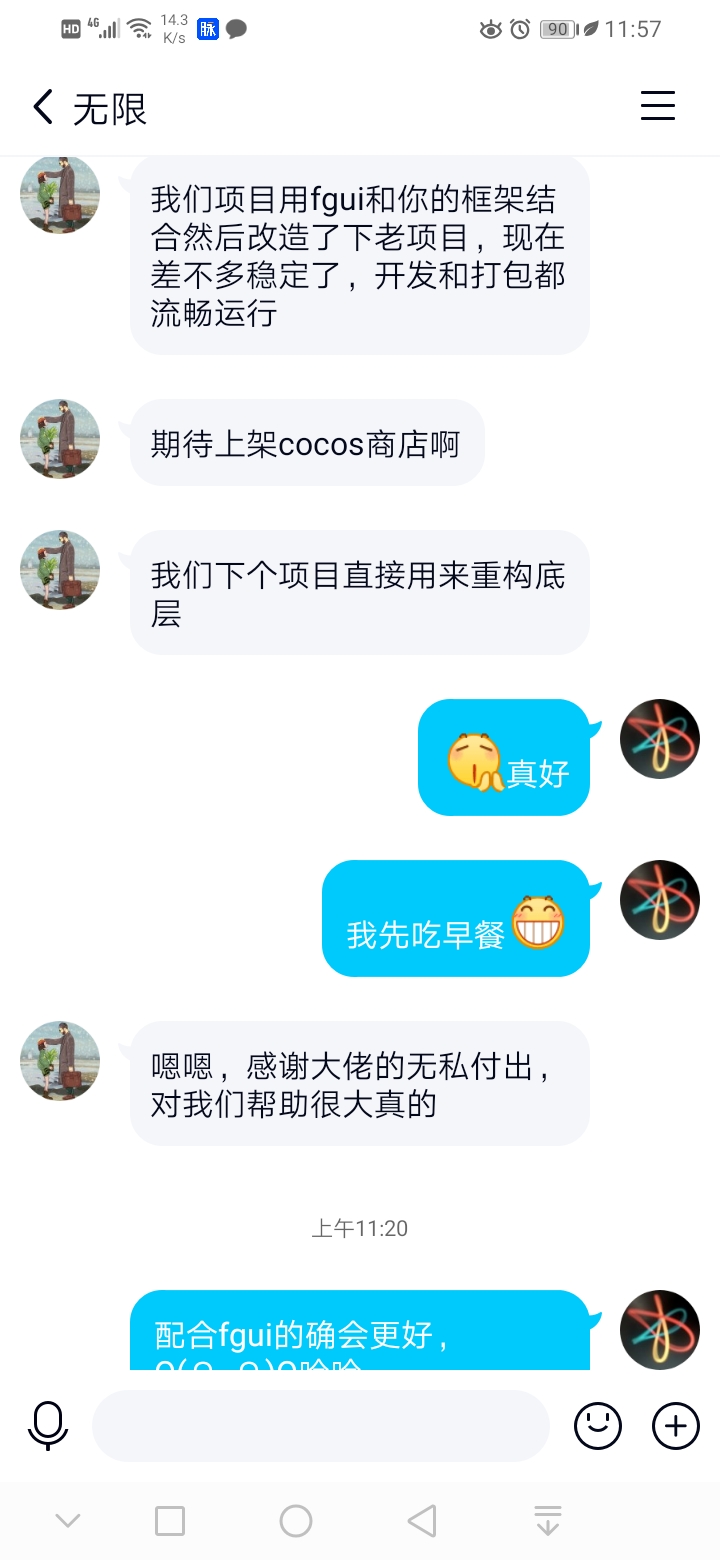 HD 4G 14.3 K/s 脉 90 11:57
无限
我们项目用fgui和你的框架结
合然后改造了下老项目，现在
差不多稳定了，开发和打包都
流畅运行
期待上架cocos商店啊
我们下个项目直接用来重构底
层
真好
我先吃早餐
嗯嗯，感谢大佬的无私付出，
对我们帮助很大真的
上午11:20
配合fgui的确会更好，